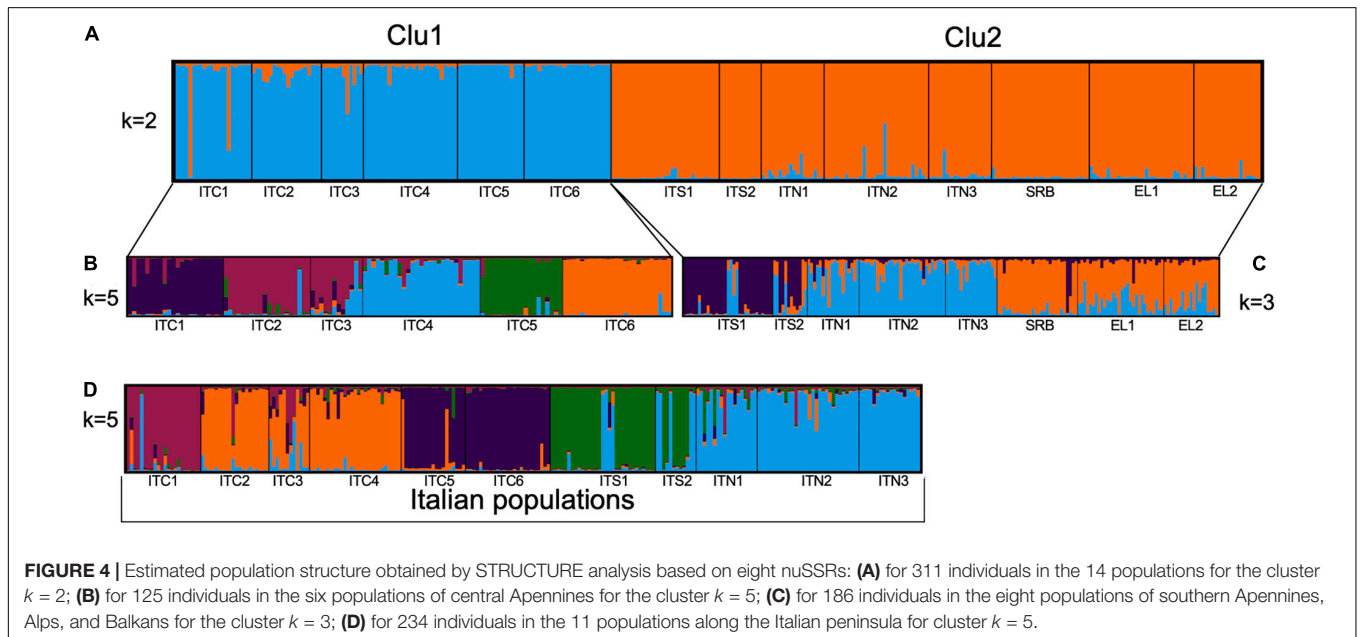 A
Clu1 Clu2
k=2
ITC1 ITC2 ITC3 ITC4 ITC5 ITC6 ITS1 ITS2 ITN1 ITN2 ITN3 SRB EL1 EL2
B C
k=5 k=3
ITC1 ITC2 ITC3 ITC4 ITC5 ITC6 ITS1 ITS2 ITN1 ITN2 ITN3 SRB EL1 EL2
D
k=5
ITC1 ITC2 ITC3 ITC4 ITC5 ITC6 ITS1 ITS2 ITN1 ITN2 ITN3
Italian populations
FIGURE 4 | Estimated population structure obtained by STRUCTURE analysis based on eight nuSSRs: (A) for 311 individuals in the 14 populations for the cluster
k = 2; (B) for 125 individuals in the six populations of central Apennines for the cluster k = 5; (C) for 186 individuals in the eight populations of southern Apennines,
Alps, and Balkans for the cluster k = 3; (D) for 234 individuals in the 11 populations along the Italian peninsula for cluster k = 5.